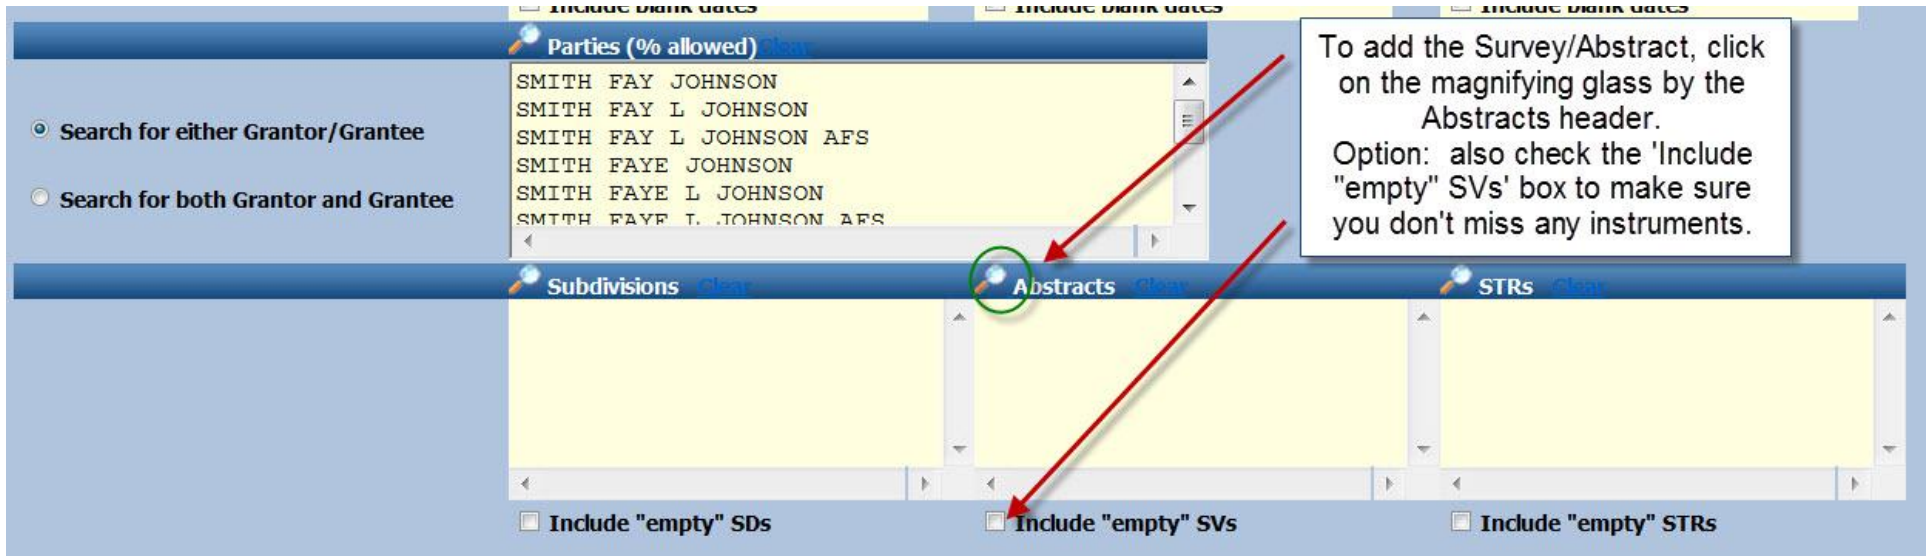 Include blank dates
Include blank dates
Include blank dates
Parties (% allowed) Clear
SMITH FAY JOHNSON
SMITH FAY L JOHNSON
SMITH FAY L JOHNSON AFS
SMITH FAYE JOHNSON
SMITH FAYE L JOHNSON
SMITH FAYE L JOHNSON AFS
Search for either Grantor/Grantee
Search for both Grantor and Grantee
To add the Survey/Abstract, click
on the magnifying glass by the
Abstracts header.
Option: also check the 'Include
"empty" SVs' box to make sure
you don't miss any instruments.
Subdivisions Clear
Abstracts Clear
STRs Clear
Include "empty" SDs
Include "empty" SVs
Include "empty" STRs